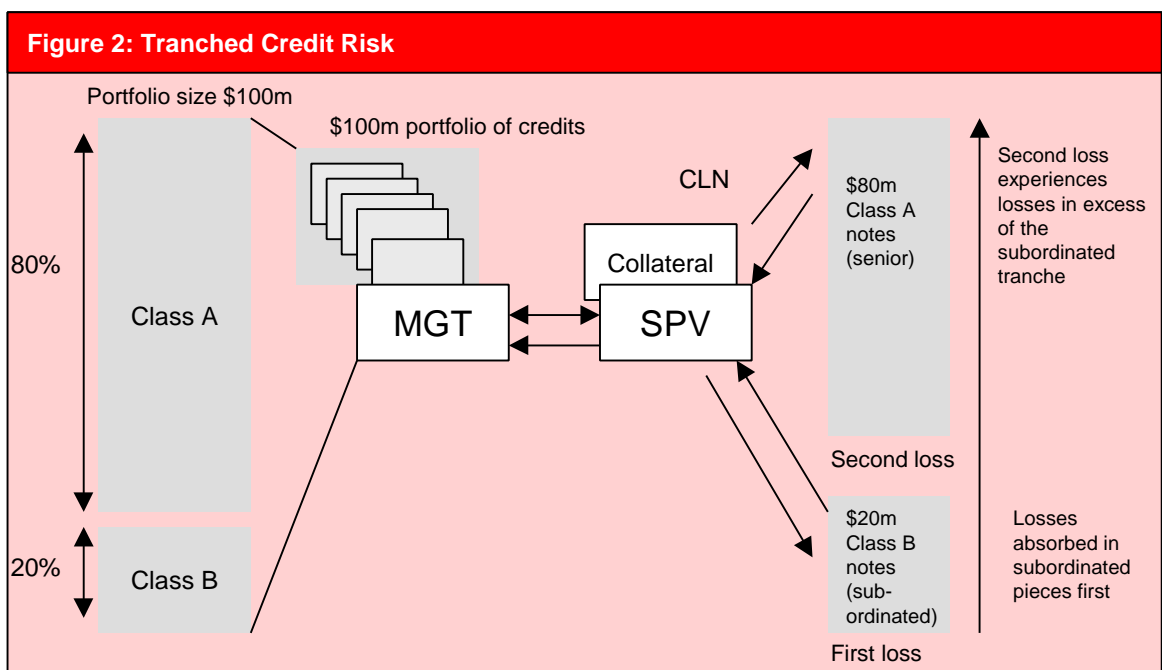 Figure 2: Tranched Credit Risk
Portfolio size $100m
$100m portfolio of credits
80%
Class A
20%
Class B
MGT
Collateral
SPV
CLN
$80m
Class A
notes
(senior)
Second loss
$20m
Class B
notes
(sub-
ordinated)
First loss
Second loss
experiences
losses in excess
of the
subordinated
tranche
Losses
absorbed in
subordinated
pieces first